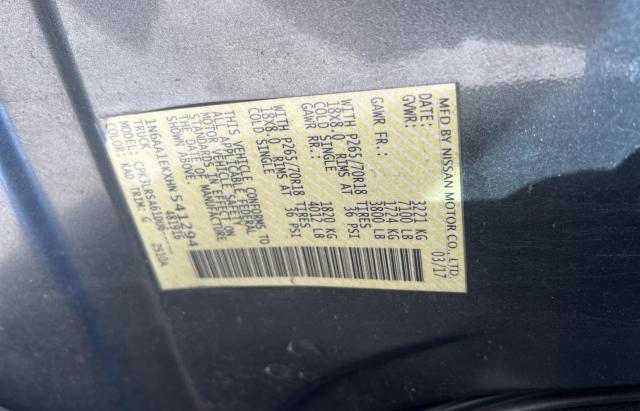 MFD BY NISSAN MOTOR CO., LTD.
DATE: 03/17
GVWR: 3221 KG
7100 LB
GAWR FR: 1724 KG
3800 LB
WITH P265/70R18 TIRES
18X8.0 RIMS AT 36 PSI
COLD SINGLE
GAWR RR: 1820 KG
4012 LB
WITH P265/70R18 TIRES
18X8.0 RIMS AT 36 PSI
COLD SINGLE
THIS VEHICLE CONFORMS TO
ALL APPLICABLE FEDERAL
MOTOR VEHICLE SAFETY
STANDARDS IN EFFECT ON
THE DATE OF MANUFACTURE
SHOWN ABOVE.
1N6AA1EKXHN541294
TRUCK 481916
MODEL:
COLOR: KAD TRIM: G 2510A